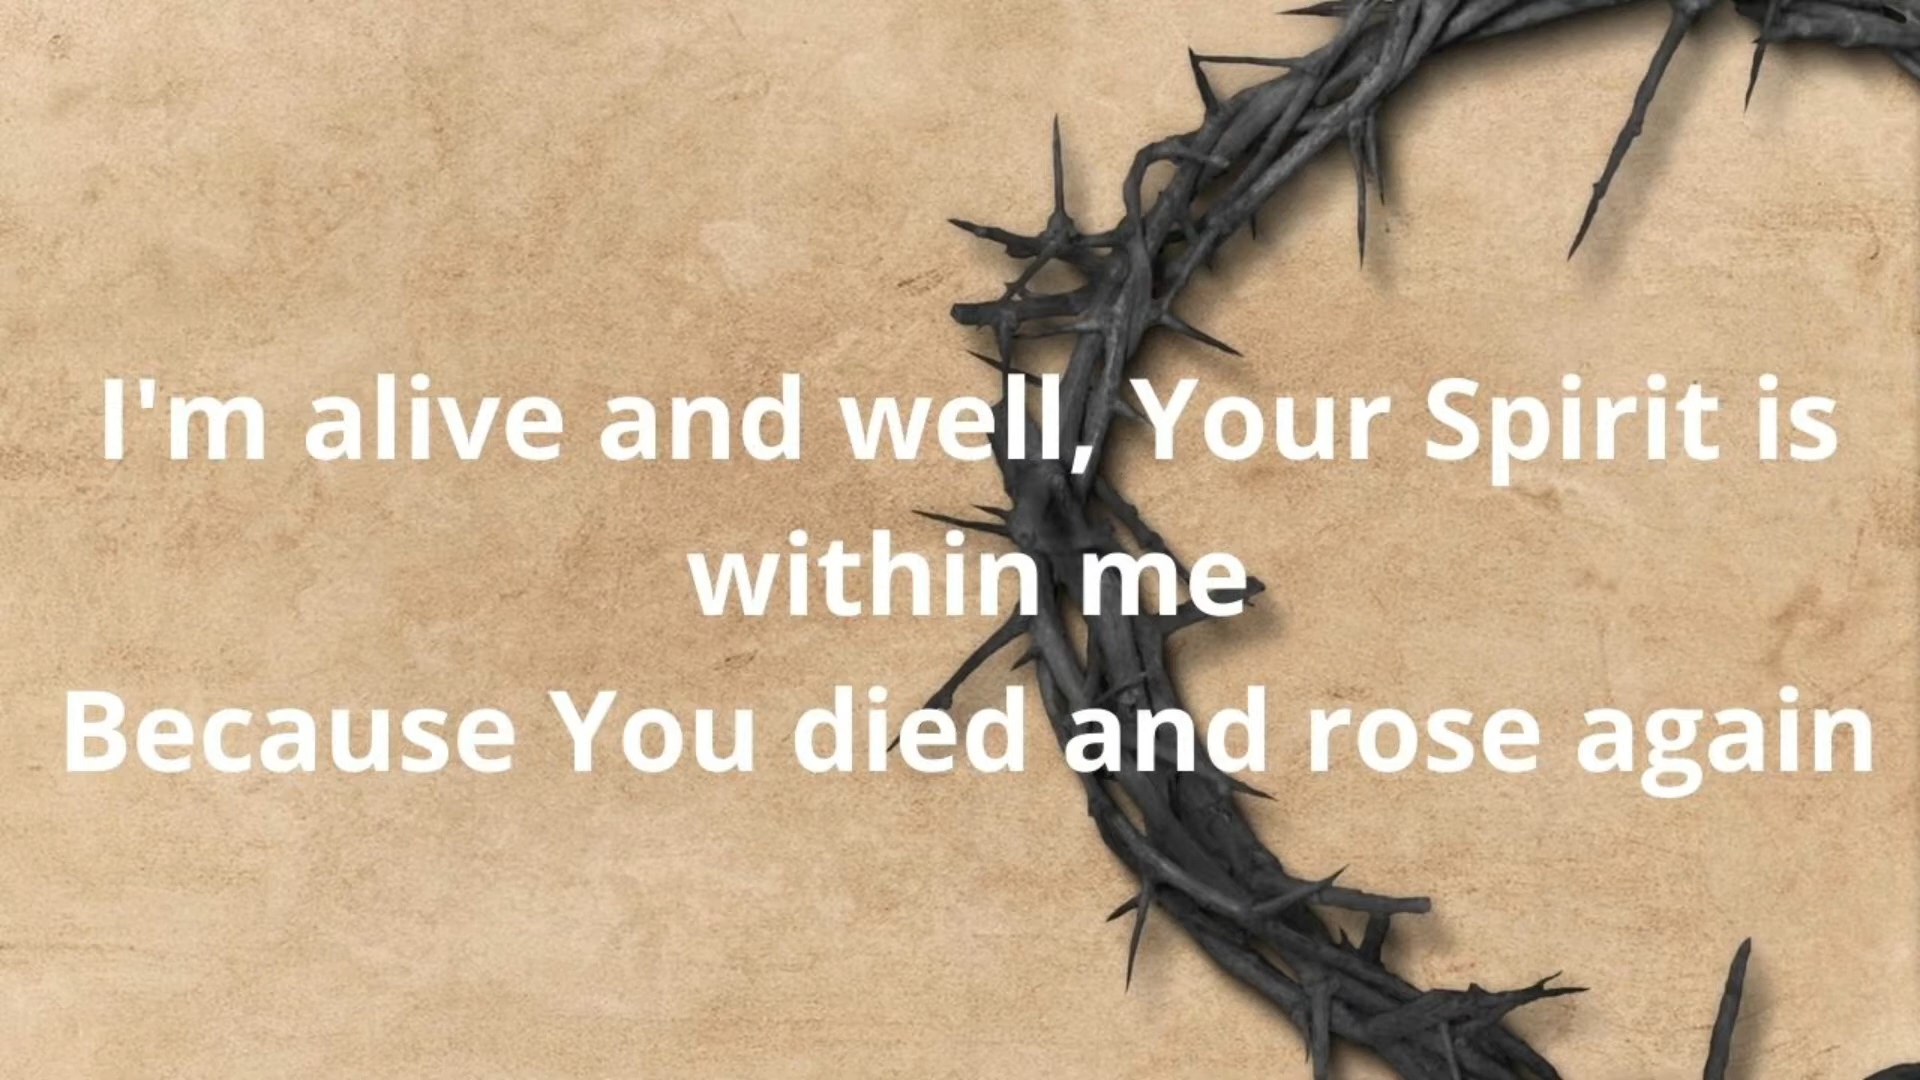 I'm alive and well, Your Spirit is
within me
Because You died and rose again